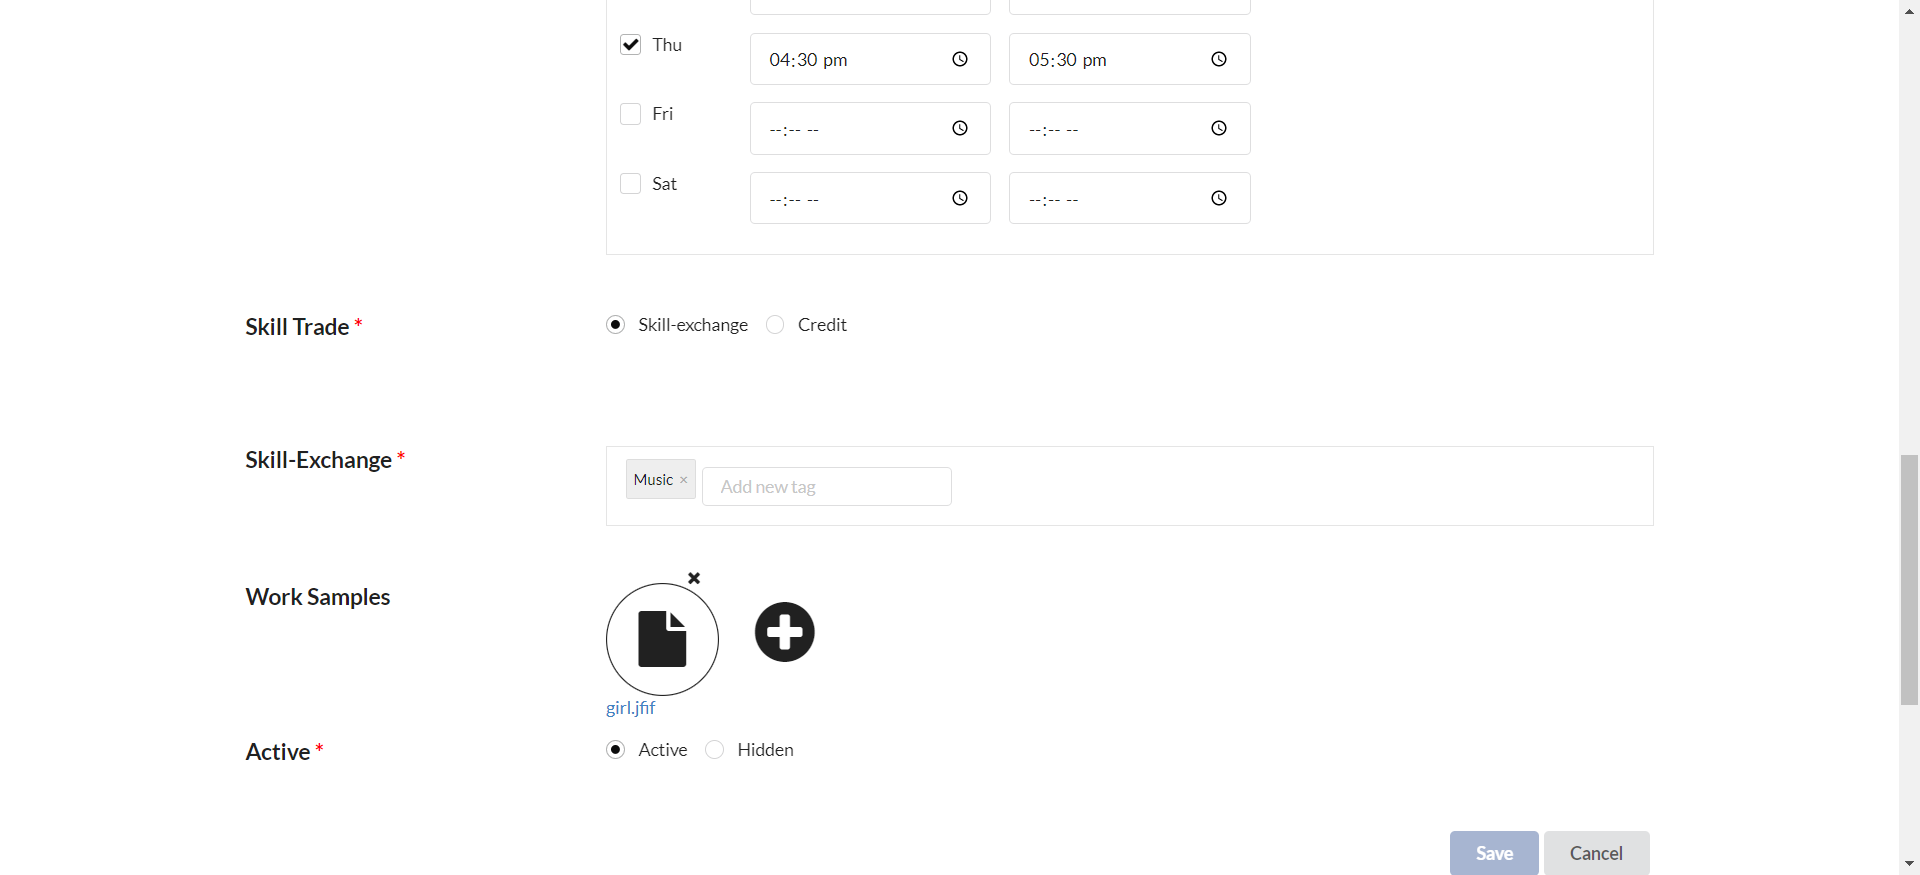 Thu 04:30 pm 05:30 pm
Fri --:-- -- --:-- --
Sat --:-- -- --:-- --
Skill Trade * Skill-exchange Credit
Skill-Exchange * Music × Add new tag
Work Samples
girl.jfif
Active * Active Hidden
Save Cancel